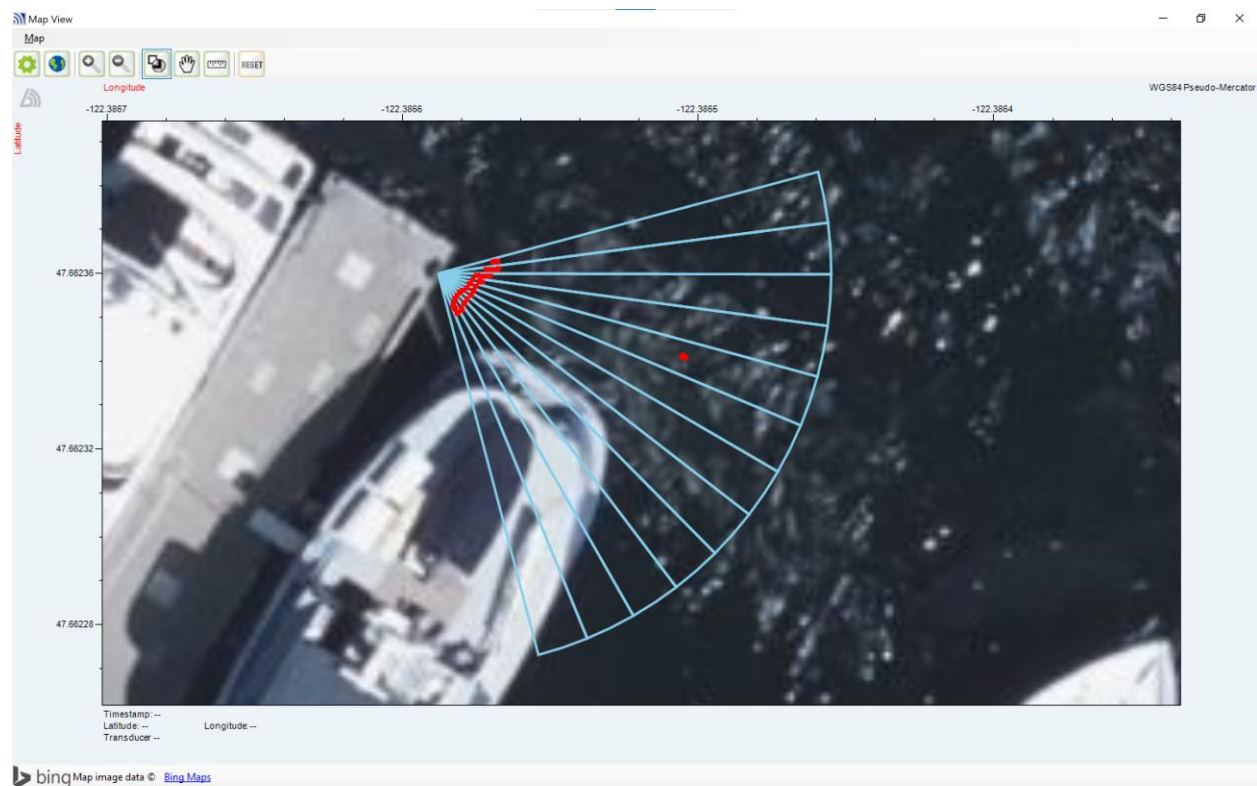 Map View
Map
RESET
Longitude
WGS84 Pseudo-Mercator
-122.3867 -122.3866 -122.3865 -122.3864
Latitude
47.66236
47.66232
47.66228
Timestamp: --
Latitude: -- Longitude: --
Transducer --
bing Map image data © Bing Maps